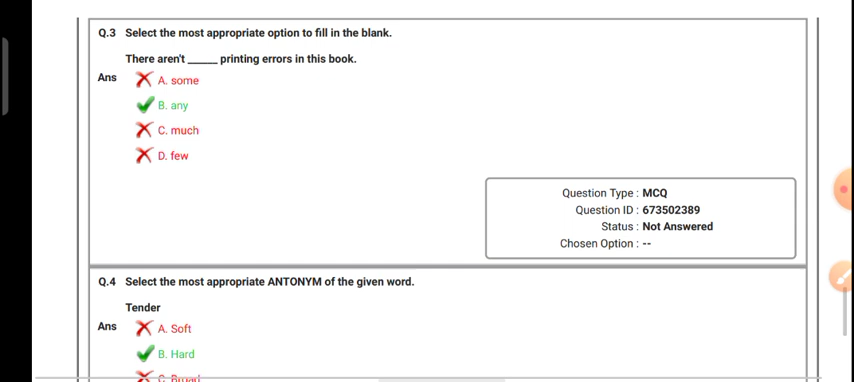 Q.3 Select the most appropriate option to fill in the blank.
There aren't _____ printing errors in this book.
Ans A. some
B. any
C. much
D. few
Question Type : MCQ
Question ID : 673502389
Status : Not Answered
Chosen Option : --
Q.4 Select the most appropriate ANTONYM of the given word.
Tender
Ans A. Soft
B. Hard
C. Broad